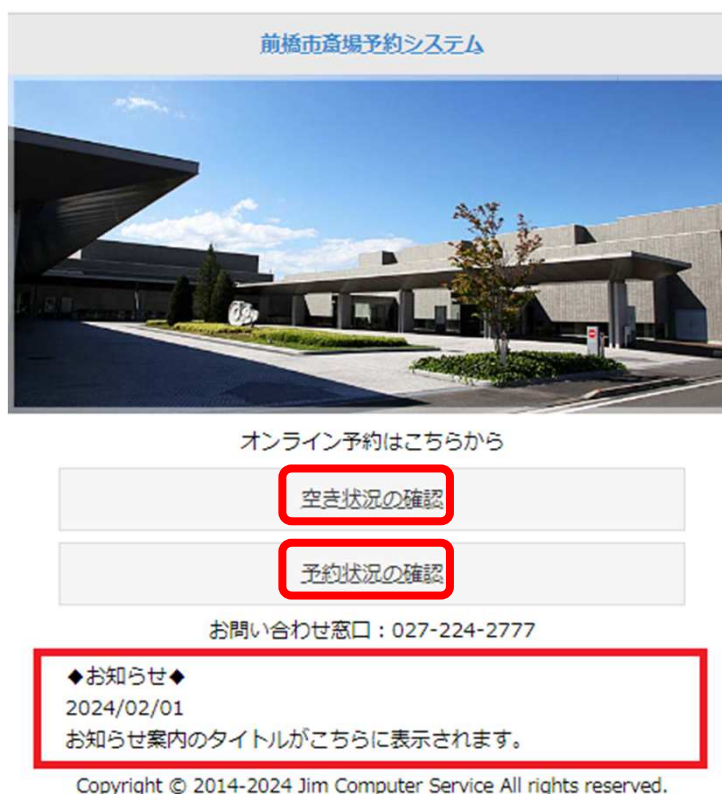 前橋市斎場予約システム
オンライン予約はこちらから
空き状況の確認
予約状況の確認
お問い合わせ窓口：027-224-2777
◆お知らせ◆
2024/02/01
お知らせ案内のタイトルがこちらに表示されます。
Copyright © 2014-2024 Jim Computer Service All rights reserved.